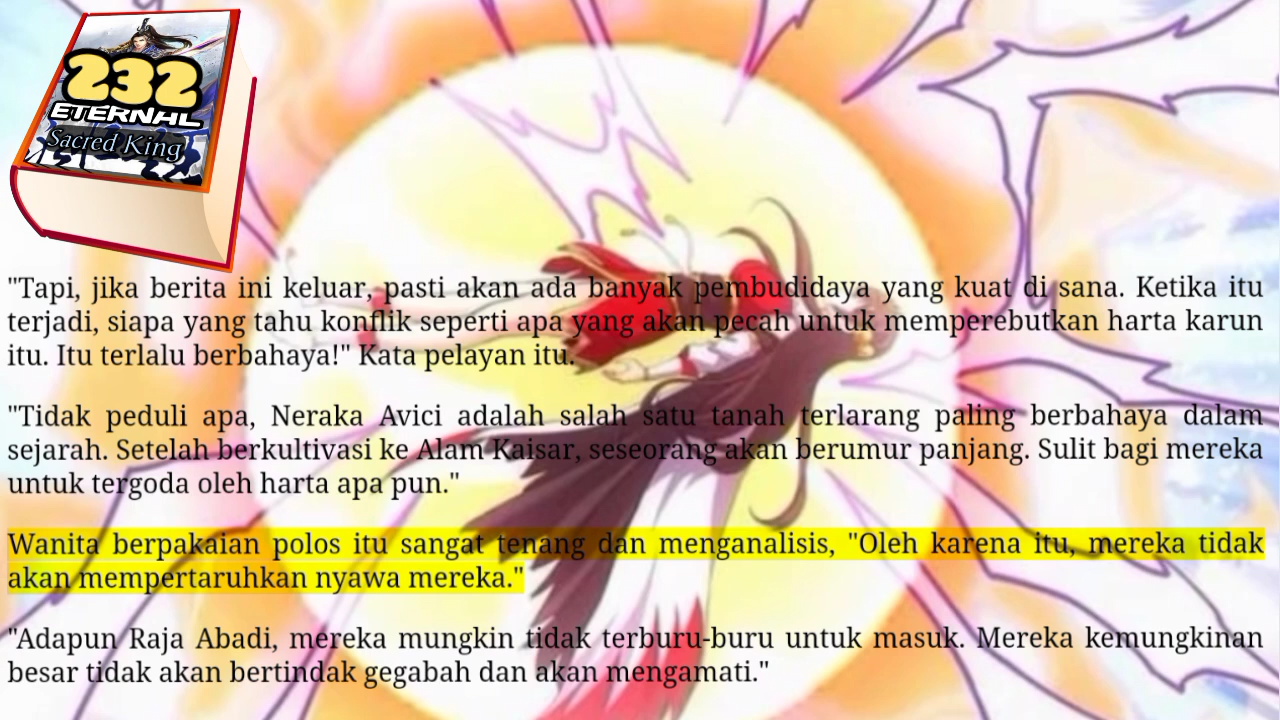 232
ETERNAL
Sacred King
"Tapi, jika berita ini keluar, pasti akan ada banyak pembudidaya yang kuat di sana. Ketika itu
terjadi, siapa yang tahu konflik seperti apa yang akan pecah untuk memperebutkan harta karun
itu. Itu terlalu berbahaya!" Kata pelayan itu.
"Tidak peduli apa, Neraka Avici adalah salah satu tanah terlarang paling berbahaya dalam
sejarah. Setelah berkultivasi ke Alam Kaisar, seseorang akan berumur panjang. Sulit bagi mereka
untuk tergoda oleh harta apa pun."
Wanita berpakaian polos itu sangat tenang dan menganalisis, "Oleh karena itu, mereka tidak
akan mempertaruhkan nyawa mereka."
"Adapun Raja Abadi, mereka mungkin tidak terburu-buru untuk masuk. Mereka kemungkinan
besar tidak akan bertindak gegabah dan akan mengamati."